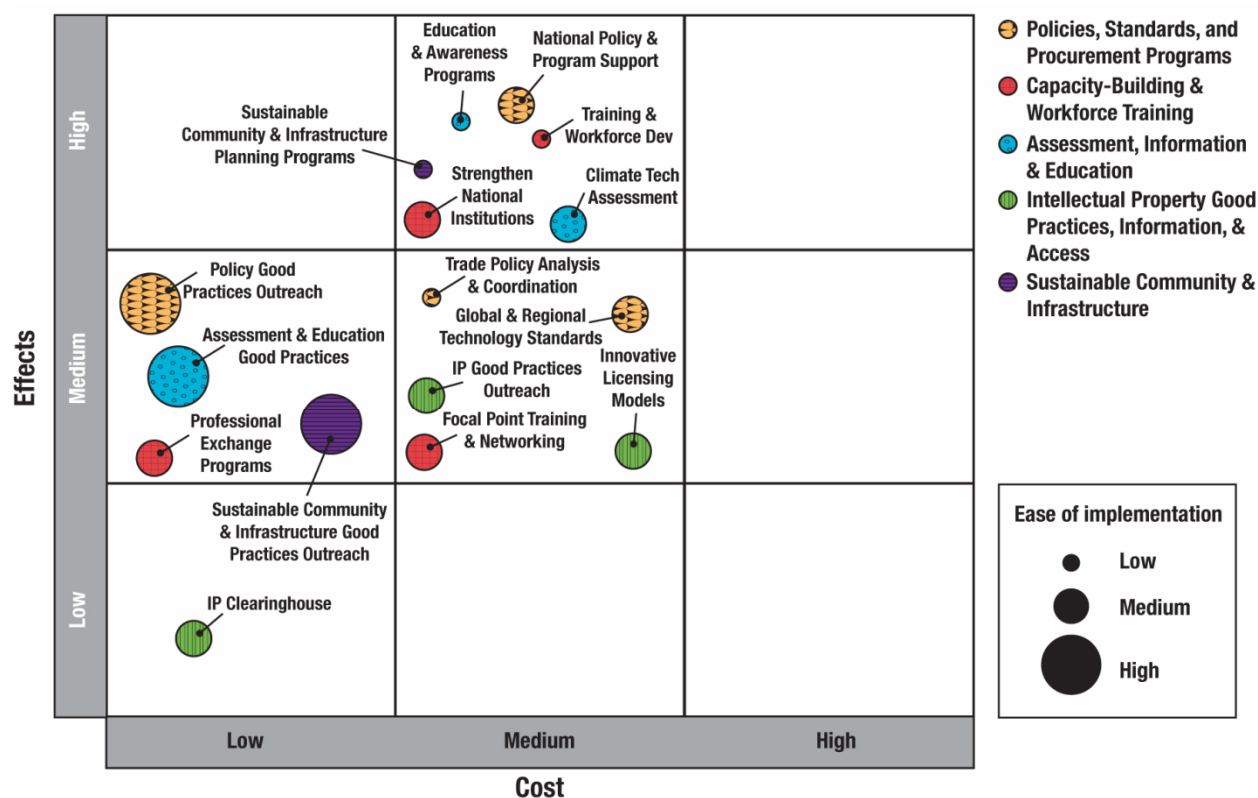 Effects
High
Medium
Low
Education
& Awareness
Programs
National Policy &
Program Support
Sustainable
Community & Infrastructure
Planning Programs
Training &
Workforce Dev
Strengthen
National
Institutions
Climate Tech
Assessment
Policy Good
Practices Outreach
Trade Policy Analysis
& Coordination
Global & Regional
Technology Standards
Assessment & Education
Good Practices
Innovative
Licensing
Models
IP Good Practices
Outreach
Professional
Exchange
Programs
Focal Point Training
& Networking
Sustainable Community
& Infrastructure Good
Practices Outreach
IP Clearinghouse
Low
Medium
High
Cost
Policies, Standards, and
Procurement Programs
Capacity-Building &
Workforce Training
Assessment, Information
& Education
Intellectual Property Good
Practices, Information, &
Access
Sustainable Community &
Infrastructure
Ease of implementation
Low
Medium
High